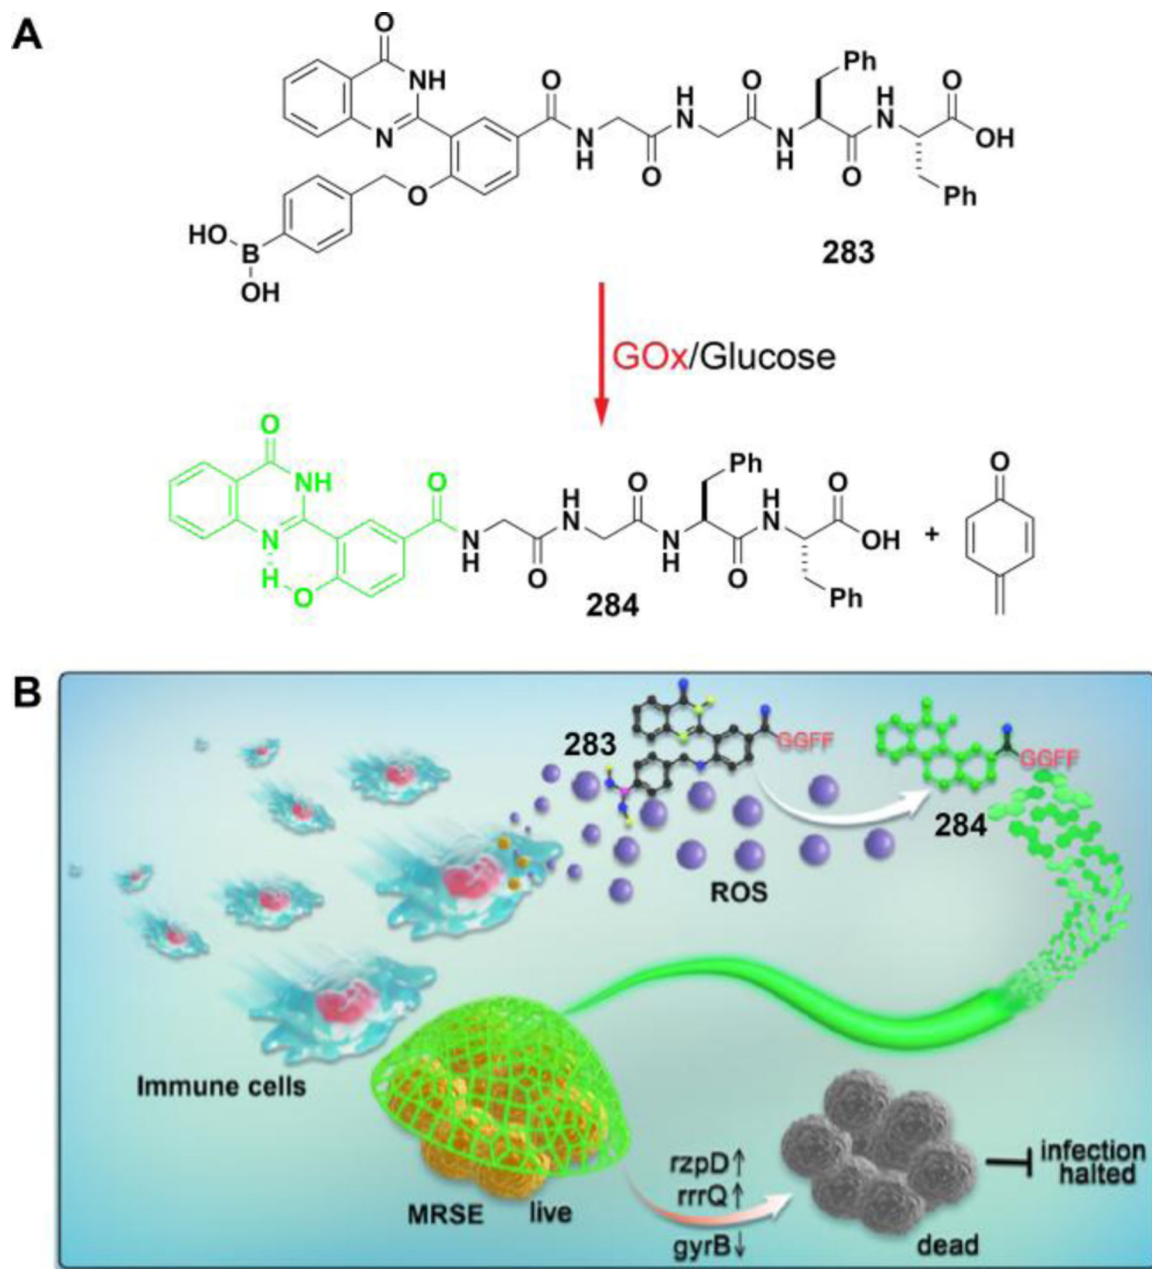 A
O
NH
N
O
N
H
O
H
N
O
N
H
Ph
O
H
N
O
OH
Ph
O
HO
B
OH
283
GOx/Glucose
O
NH
N
H
O
O
N
H
O
H
N
O
N
H
Ph
O
H
N
O
OH
Ph
284
+
O
B
283
GGFF
GGFF
284
ROS
Immune cells
MRSE live
rzpD↑
rrrQ↑
gyrB↓
dead
infection
halted